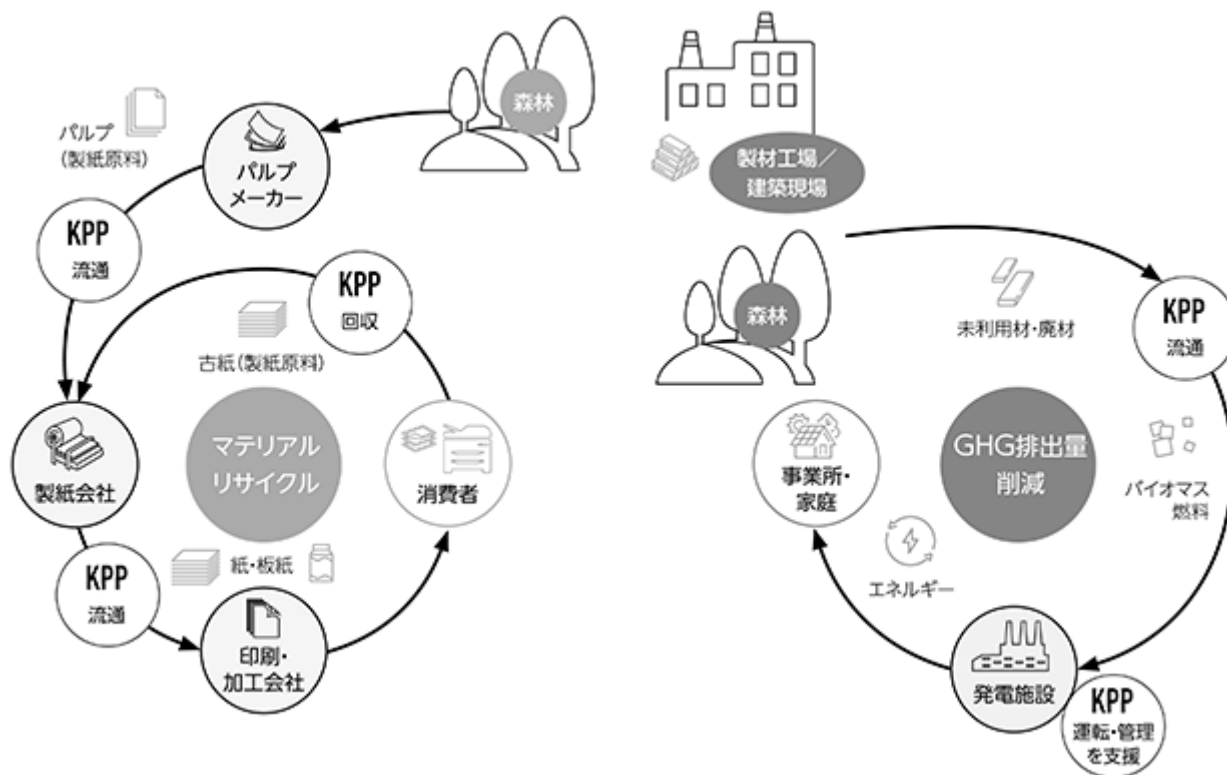 森林
パルプ
(製紙原料)
パルプ
メーカー
KPP
流通
KPP
回収
古紙(製紙原料)
マテリアル
リサイクル
製紙会社
消費者
紙・板紙
KPP
流通
印刷・
加工会社
製材工場／
建築現場
森林
未利用材・廃材
KPP
流通
GHG排出量
削減
バイオマス
燃料
事業所・
家庭
エネルギー
発電施設
KPP
運転・管理
を支援